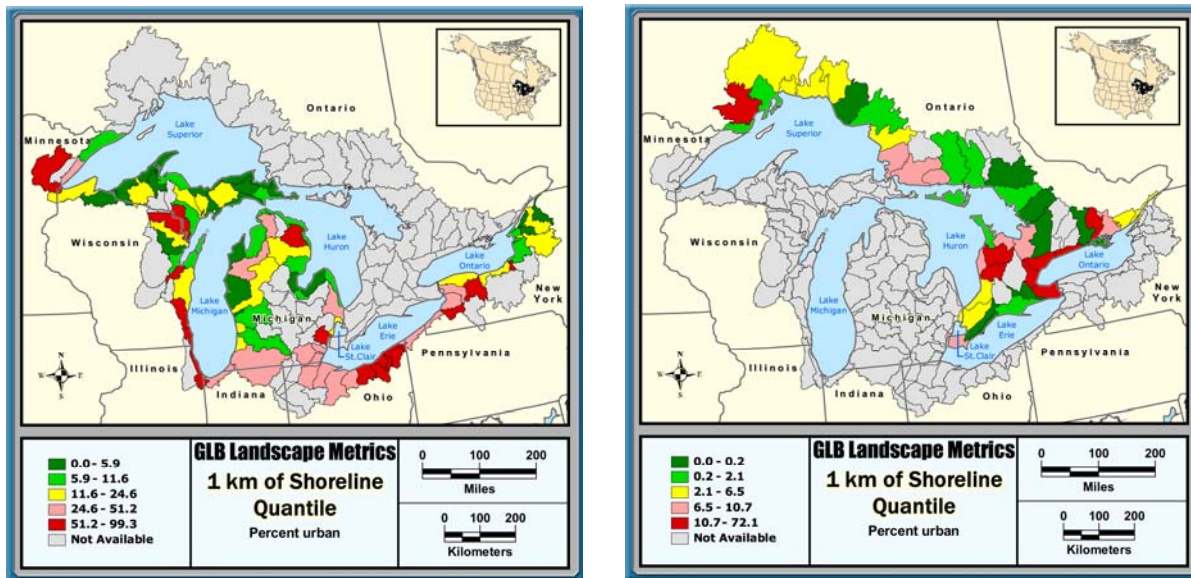 Ontario
Minnesota
Lake
Superior
Wisconsin
Lake
Huron
Lake
Ontario
Lake
Michigan
Michigan
New
York
Lake
Erie
Lake
St.Clair
Pennsylvania
Illinois
Indiana
Ohio
N
W
E
S
GLB Landscape Metrics
1 km of Shoreline
Quantile
Percent urban
0.0 - 5.9
5.9 - 11.6
11.6 - 24.6
24.6 - 51.2
51.2 - 99.3
Not Available
0 100 200
Miles
0 100 200
Kilometers
Ontario
Minnesota
Lake
Superior
Wisconsin
Lake
Huron
Lake
Ontario
Lake
Michigan
Michigan
New
York
Lake
Erie
Lake
St.Clair
Pennsylvania
Illinois
Indiana
Ohio
N
W
E
S
GLB Landscape Metrics
1 km of Shoreline
Quantile
Percent urban
0.0 - 0.2
0.2 - 2.1
2.1 - 6.5
6.5 - 10.7
10.7 - 72.1
Not Available
0 100 200
Miles
0 100 200
Kilometers